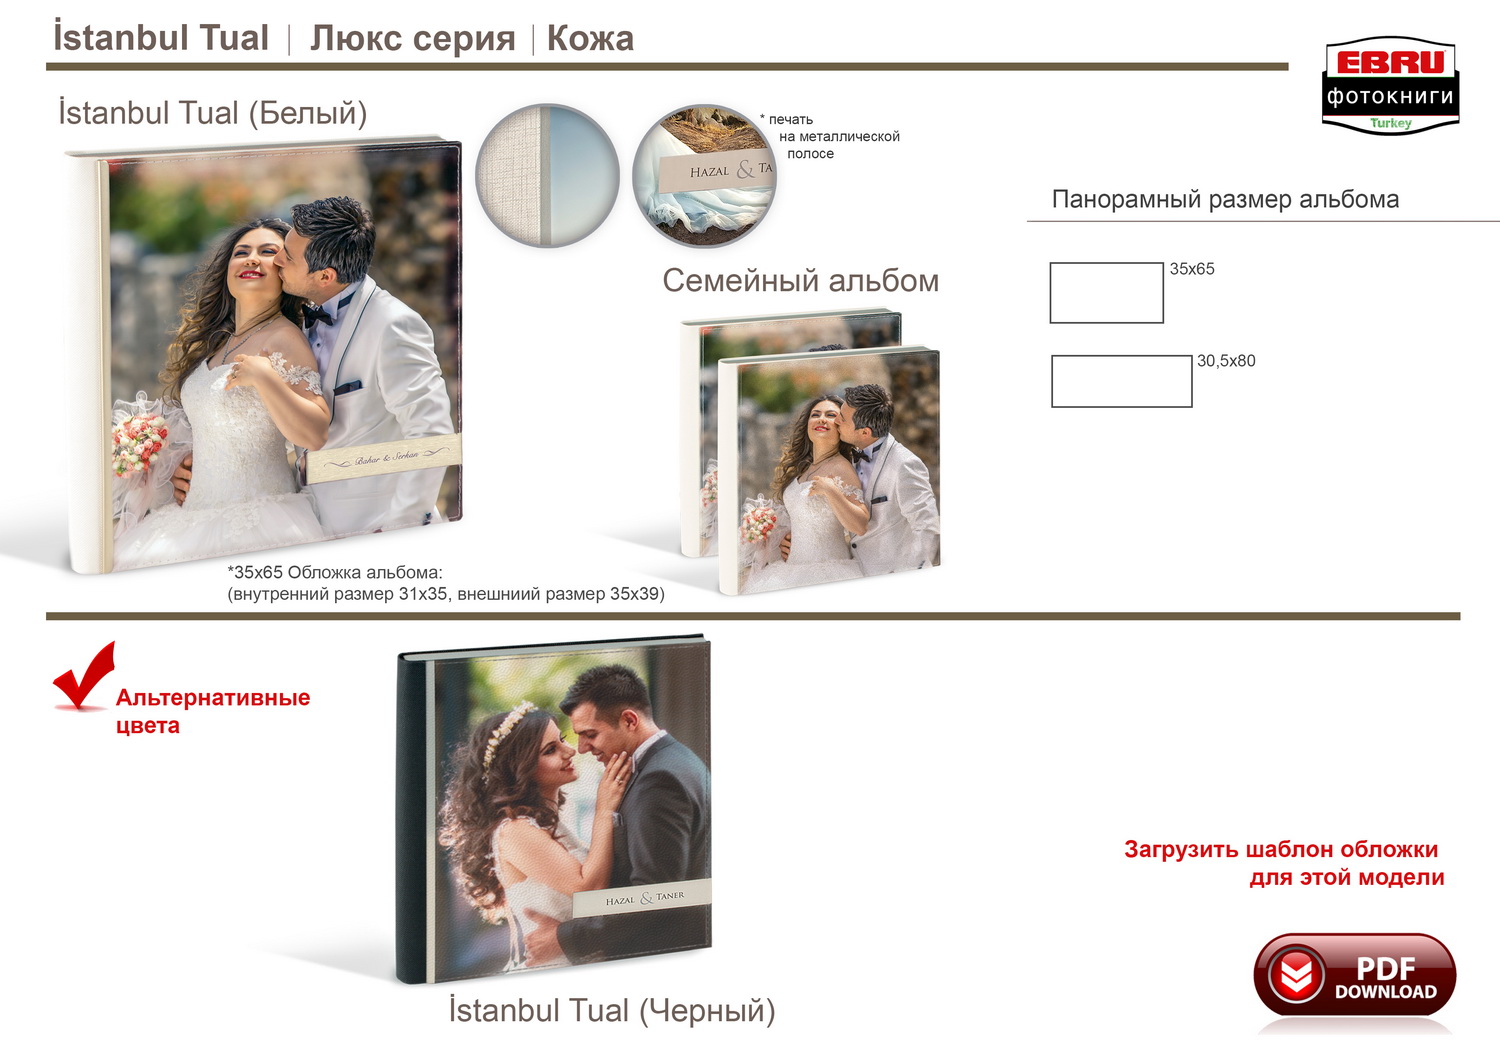 İstanbul Tual | Люкс серия | Кожа
EBRU
фотокниги
Turkey
İstanbul Tual (Белый)
* печать
на металлической
полосе
HAZAL & TA
Панорамный размер альбома
35x65
30,5x80
Семейный альбом
Bahar & Serkan
*35x65 Обложка альбома:
(внутренний размер 31x35, внешниий размер 35x39)
Альтернативные
цвета
HAZAL & TANER
İstanbul Tual (Черный)
Загрузить шаблон обложки
для этой модели
PDF
DOWNLOAD